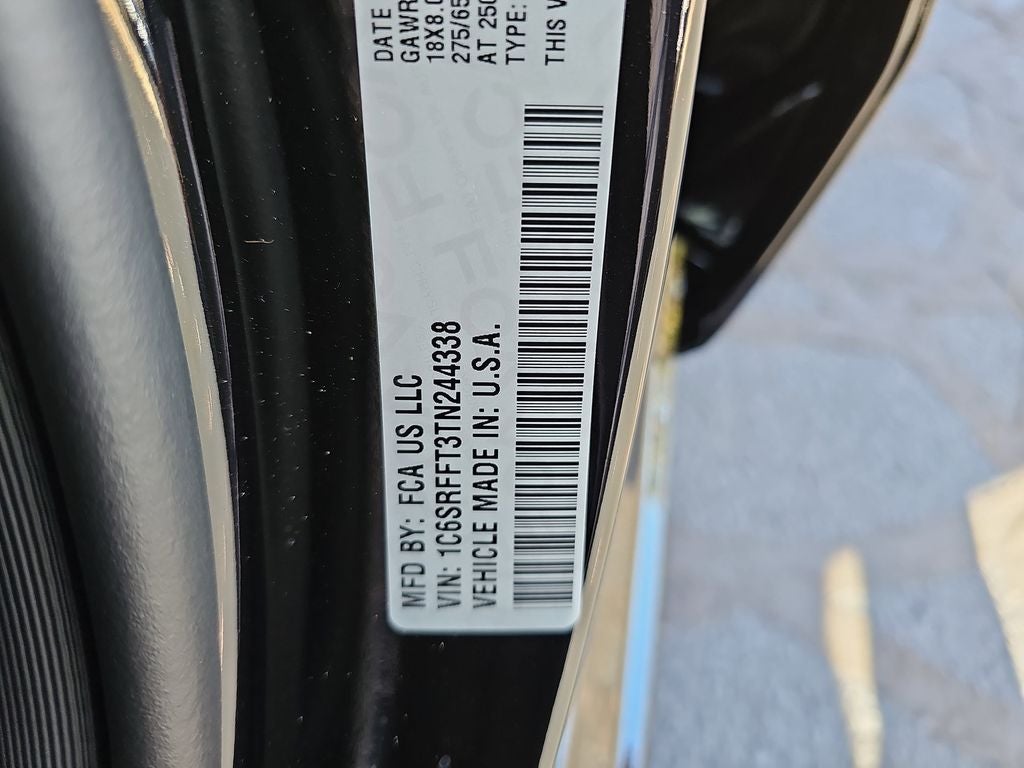 MFD BY: FCA US LLC
VIN: 1C6SRFFT3TN244338
VEHICLE MADE IN: U.S.A.
DATE
GAWR
18X8.0
275/65
AT 250
TYPE:
THIS V